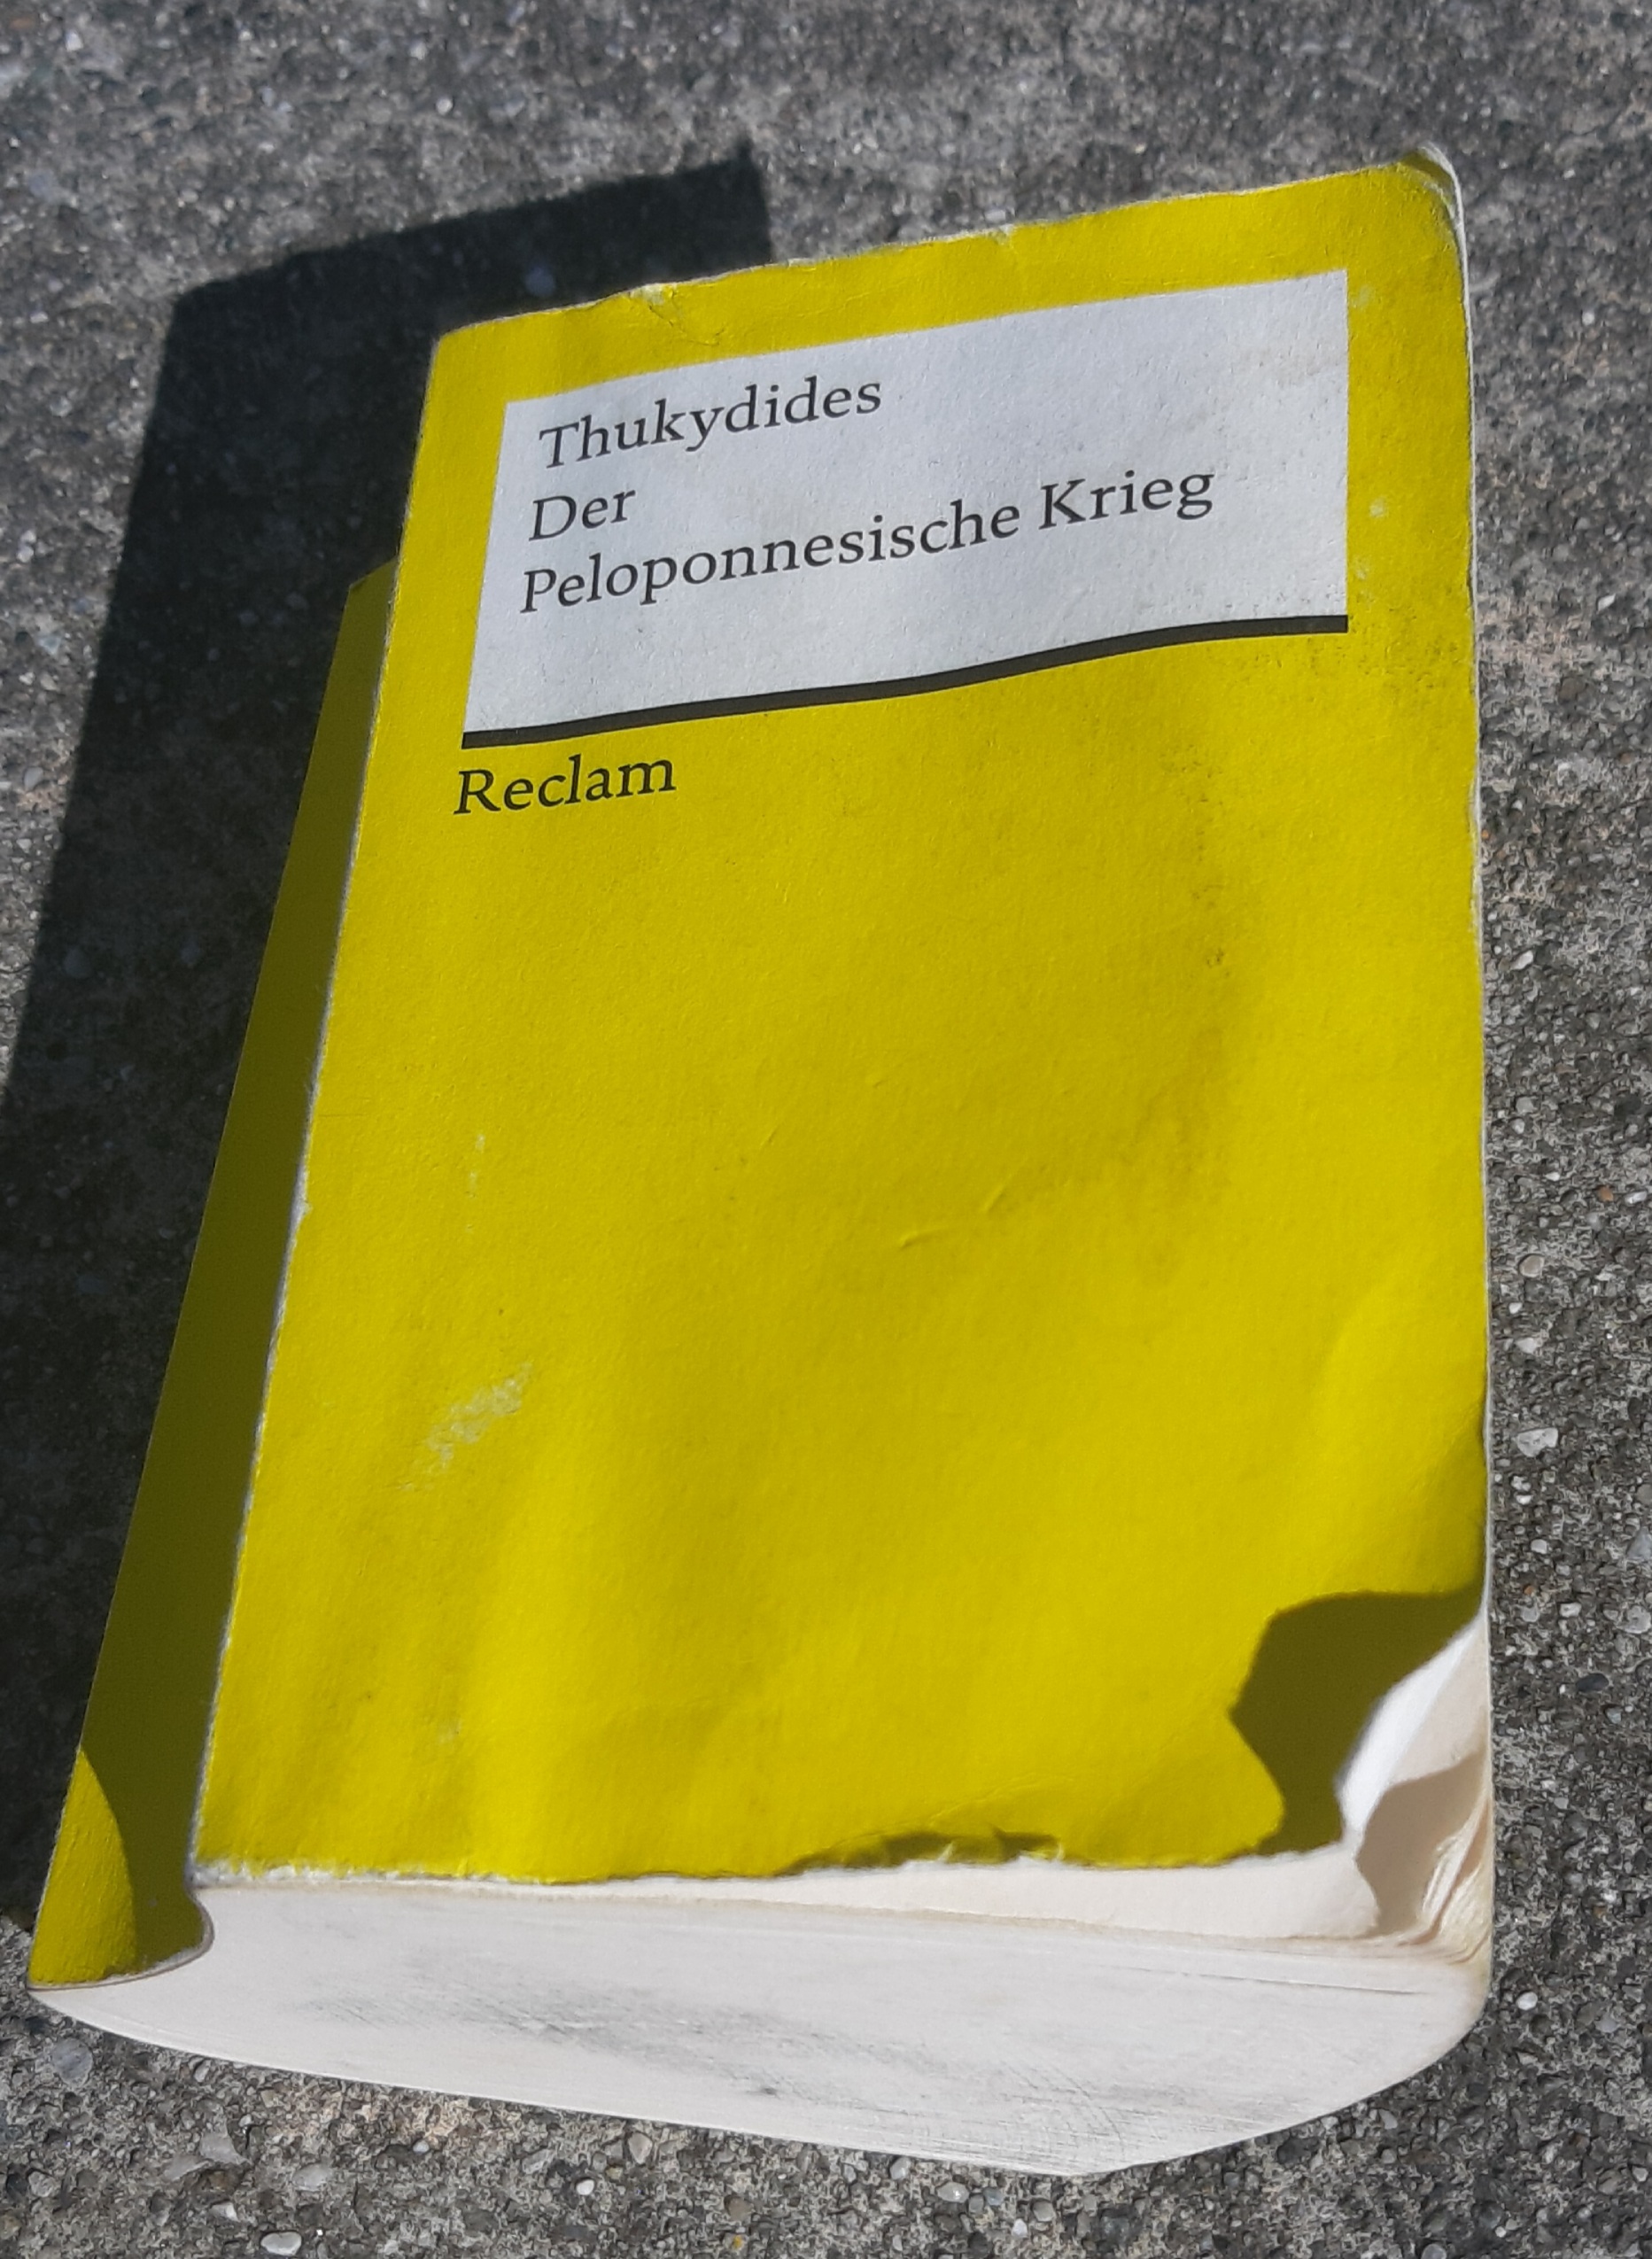 Thukydides
Der
Peloponnesische Krieg
Reclam